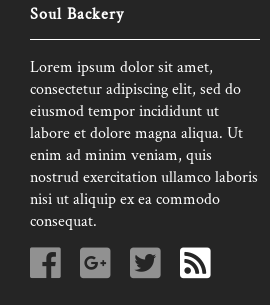 Soul Backery
Lorem ipsum dolor sit amet,
consectetur adipiscing elit, sed do
eiusmod tempor incididunt ut
labore et dolore magna aliqua. Ut
enim ad minim veniam, quis
nostrud exercitation ullamco laboris
nisi ut aliquip ex ea commodo
consequat.